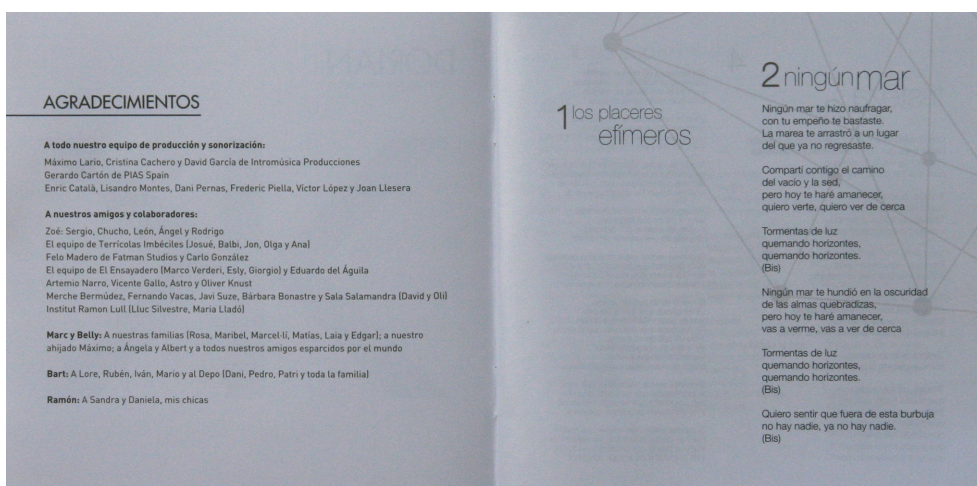 AGRADECIMIENTOS
A todo nuestro equipo de producción y sonorización:
Máximo Lario, Cristina Cachero y David García de Intromúsica Producciones
Gerardo Cartón de PIAS Spain
Enric Català, Lisandro Montes, Dani Pernas, Frederic Piella, Víctor López y Joan Llesera
A nuestros amigos y colaboradores:
Zoé: Sergio, Chucho, León, Ángel y Rodrigo
El equipo de Terrícolas Imbéciles (Josué, Balbi, Jon, Olga y Ana)
Felo Madero de Fatman Studios y Carlo González
El equipo de El Ensayadero (Marco Verderi, Esly, Giorgio) y Eduardo del Águila
Artemio Narro, Vicente Gallo, Astro y Oliver Knust
Merche Bermúdez, Fernando Vacas, Javi Suze, Bárbara Bonastre y Sala Salamandra (David y Oli)
Institut Ramon Llull (Lluc Silvestre, Maria Lladó)
Marc y Belly: A nuestras familias (Rosa, Maribel, Marcel·lí, Matías, Laia y Edgar); a nuestro
ahijado Máximo; a Ángela y Albert y a todos nuestros amigos esparcidos por el mundo
Bart: A Lore, Rubén, Iván, Mario y al Depo (Dani, Pedro, Patri y toda la familia)
Ramón: A Sandra y Daniela, mis chicas
1 los placeres
efímeros
2 ningún mar
Ningún mar te hizo naufragar,
con tu empeño te bastaste.
La marea te arrastró a un lugar
del que ya no regresaste.
Compartí contigo el camino
del vacío y la sed,
pero hoy te haré amanecer,
quiero verte, quiero ver de cerca
Tormentas de luz
quemando horizontes,
quemando horizontes.
(Bis)
Ningún mar te hundió en la oscuridad
de las almas quebradizas,
pero hoy te haré amanecer,
vas a verme, vas a ver de cerca
Tormentas de luz
quemando horizontes,
quemando horizontes.
(Bis)
Quiero sentir que fuera de esta burbuja
no hay nadie, ya no hay nadie.
(Bis)